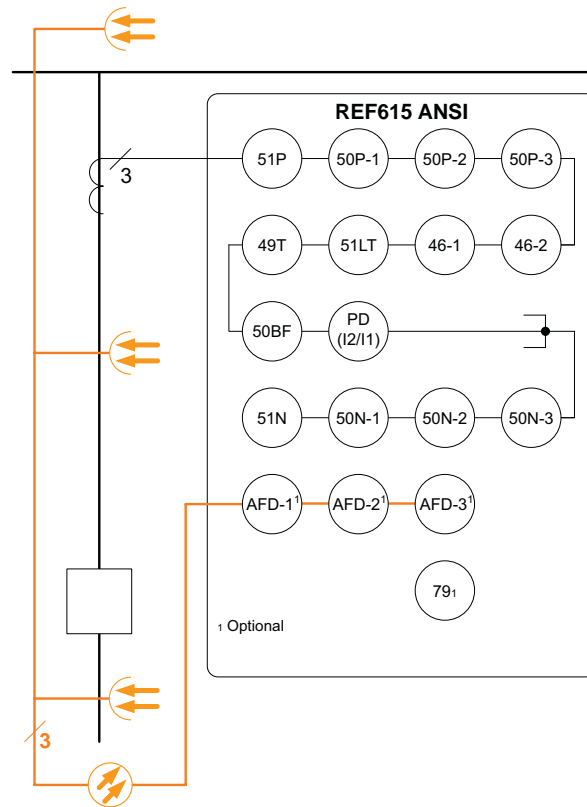 REF615 ANSI
51P 50P-1 50P-2 50P-3
3
49T 51LT 46-1 46-2
50BF PD (I2/I1)
51N 50N-1 50N-2 50N-3
AFD-1¹ AFD-2¹ AFD-3¹
79₁
₁ Optional
3